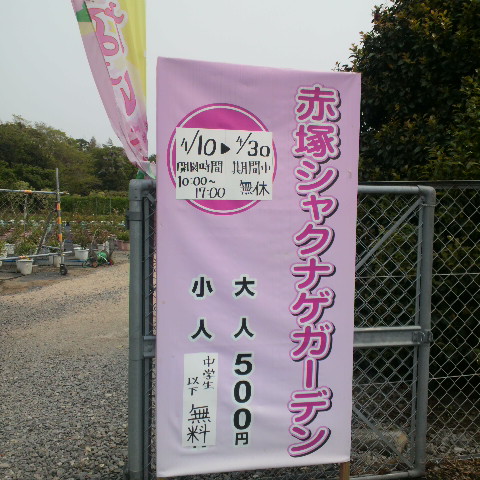 赤塚シャクナゲガーデン
4/10▶4/30
開園時間
10:00~
17:00
期間中
無休
大人500円
小人
中学生
以下
無料